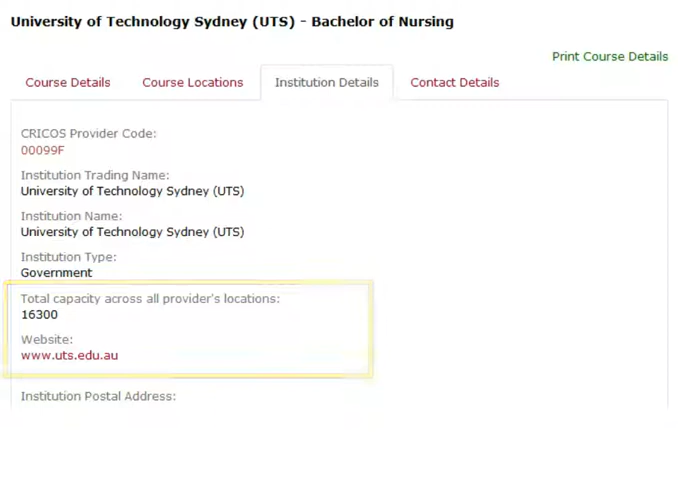 University of Technology Sydney (UTS) - Bachelor of Nursing
Print Course Details
Course Details Course Locations Institution Details Contact Details
CRICOS Provider Code:
00099F
Institution Trading Name:
University of Technology Sydney (UTS)
Institution Name:
University of Technology Sydney (UTS)
Institution Type:
Government
Total capacity across all provider's locations:
16300
Website:
www.uts.edu.au
Institution Postal Address: